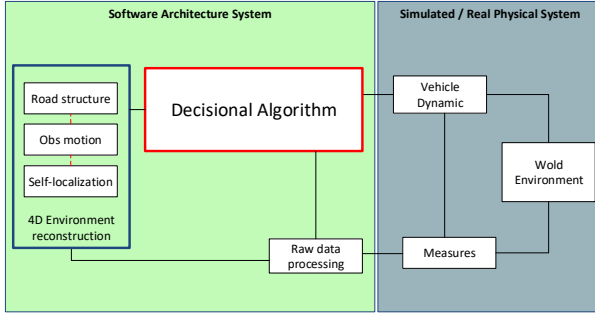 Software Architecture System
Simulated / Real Physical System
Road structure
Obs motion
Self-localization
4D Environment
reconstruction
Decisional Algorithm
Raw data
processing
Vehicle
Dynamic
Wold
Environment
Measures